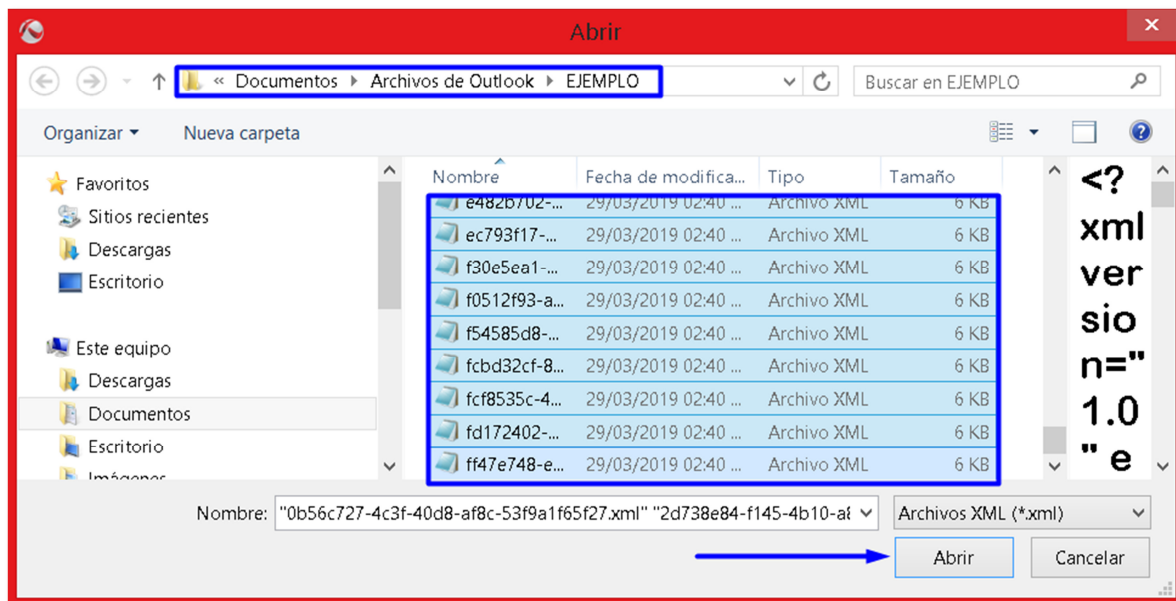 Abrir
« Documentos Archivos de Outlook EJEMPLO Buscar en EJEMPLO
Organizar Nueva carpeta
Favoritos
Sitios recientes
Descargas
Escritorio
Este equipo
Descargas
Documentos
Escritorio
Imágenes
Nombre Fecha de modifica... Tipo Tamaño
e482b702-... 29/03/2019 02:40 ... Archivo XML 6 KB
ec793f17-... 29/03/2019 02:40 ... Archivo XML 6 KB
f30e5ea1-... 29/03/2019 02:40 ... Archivo XML 6 KB
f0512f93-a... 29/03/2019 02:40 ... Archivo XML 6 KB
f54585d8-... 29/03/2019 02:40 ... Archivo XML 6 KB
fcbd32cf-8... 29/03/2019 02:40 ... Archivo XML 6 KB
fcf8535c-4... 29/03/2019 02:40 ... Archivo XML 6 KB
fd172402-... 29/03/2019 02:40 ... Archivo XML 6 KB
ff47e748-e... 29/03/2019 02:40 ... Archivo XML 6 KB
<?
xml
ver
sio
n="
1.0
" e
Nombre: "0b56c727-4c3f-40d8-af8c-53f9a1f65f27.xml" "2d738e84-f145-4b10-a8 Archivos XML (*.xml)
Abrir Cancelar